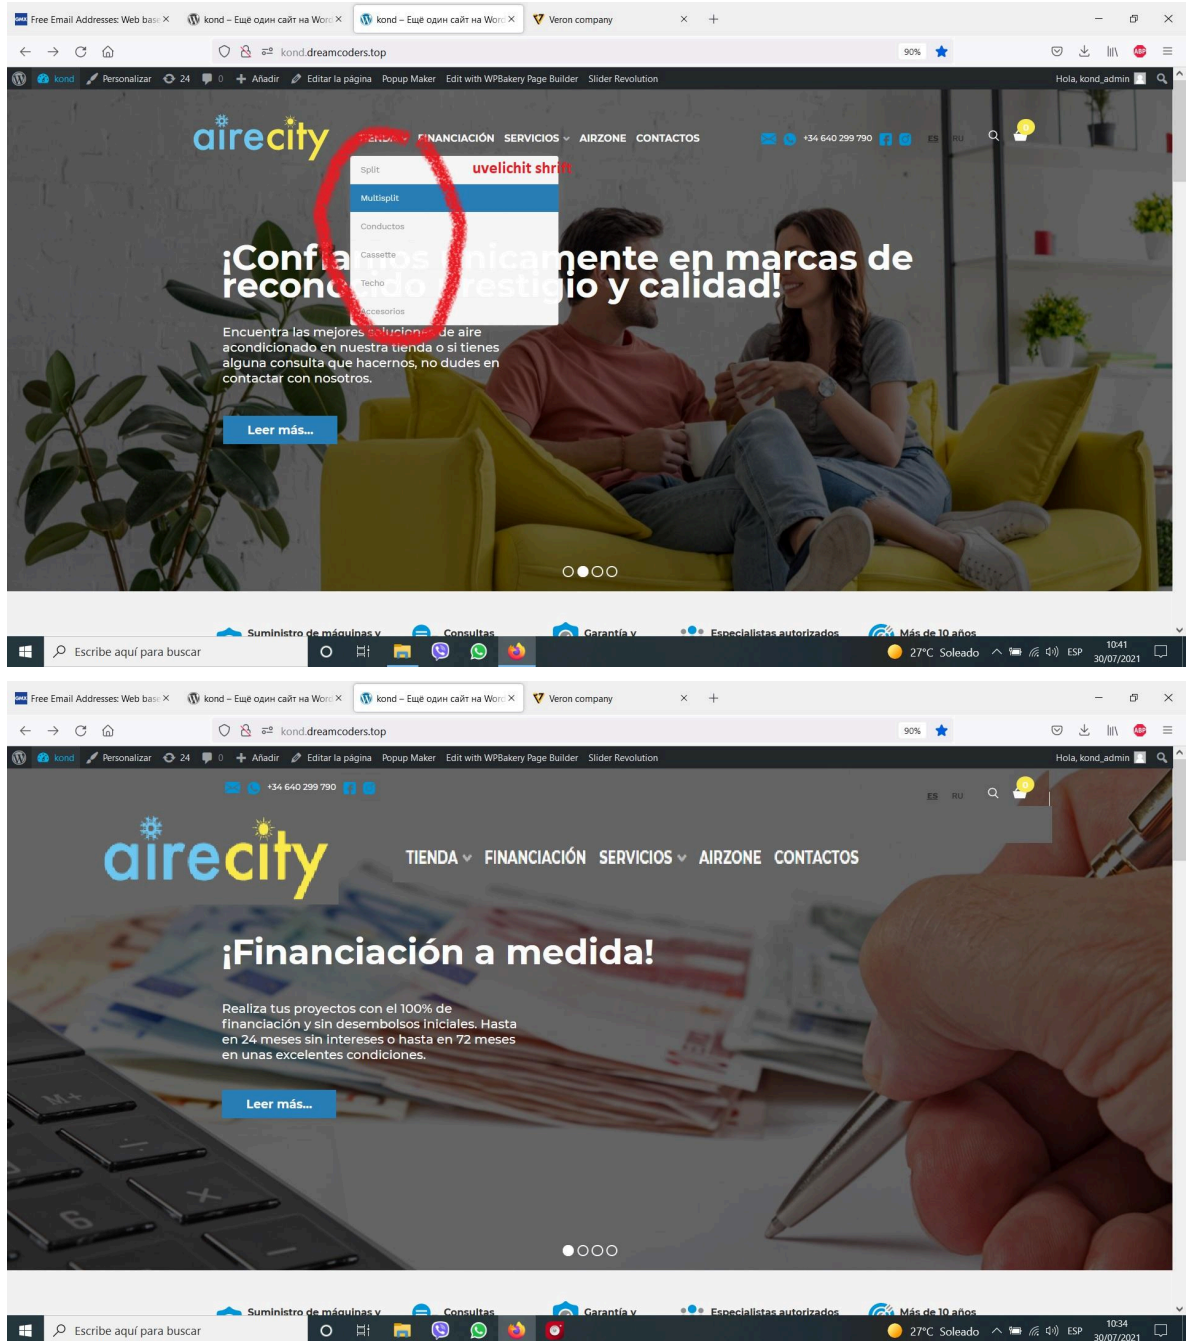 Free Email Addresses: Web base
kond – Ещё один сайт на Word
kond – Ещё один сайт на Word
Veron company
kond.dreamcoders.top
90%
ABP
kond
Personalizar
24
0
Añadir
Editar la página
Popup Maker
Edit with WPBakery Page Builder
Slider Revolution
Hola, kond_admin
airecity
TIENDA
FINANCIACIÓN
SERVICIOS
AIRZONE
CONTACTOS
+34 640 299 790
ES
RU
0
Split
uvelichit shrift
Multisplit
Conductos
Cassette
Techo
Accesorios
¡Confiamos únicamente en marcas de
reconocido prestigio y calidad!
Encuentra las mejores soluciones de aire
acondicionado en nuestra tienda o si tienes
alguna consulta que hacernos, no dudes en
contactar con nosotros.
Leer más...
Suministro de máquinas y
Consultas
Garantía y
Especialistas autorizados
Más de 10 años
Escribe aquí para buscar
27°C Soleado
ESP
10:41
30/07/2021
Free Email Addresses: Web base
kond – Ещё один сайт на Word
kond – Ещё один сайт на Word
Veron company
kond.dreamcoders.top
90%
ABP
kond
Personalizar
24
0
Añadir
Editar la página
Popup Maker
Edit with WPBakery Page Builder
Slider Revolution
Hola, kond_admin
+34 640 299 790
ES
RU
0
airecity
TIENDA
FINANCIACIÓN
SERVICIOS
AIRZONE
CONTACTOS
¡Financiación a medida!
Realiza tus proyectos con el 100% de
financiación y sin desembolsos iniciales. Hasta
en 24 meses sin intereses o hasta en 72 meses
en unas excelentes condiciones.
Leer más...
Suministro de máquinas y
Consultas
Garantía y
Especialistas autorizados
Más de 10 años
Escribe aquí para buscar
27°C Soleado
ESP
10:34
30/07/2021